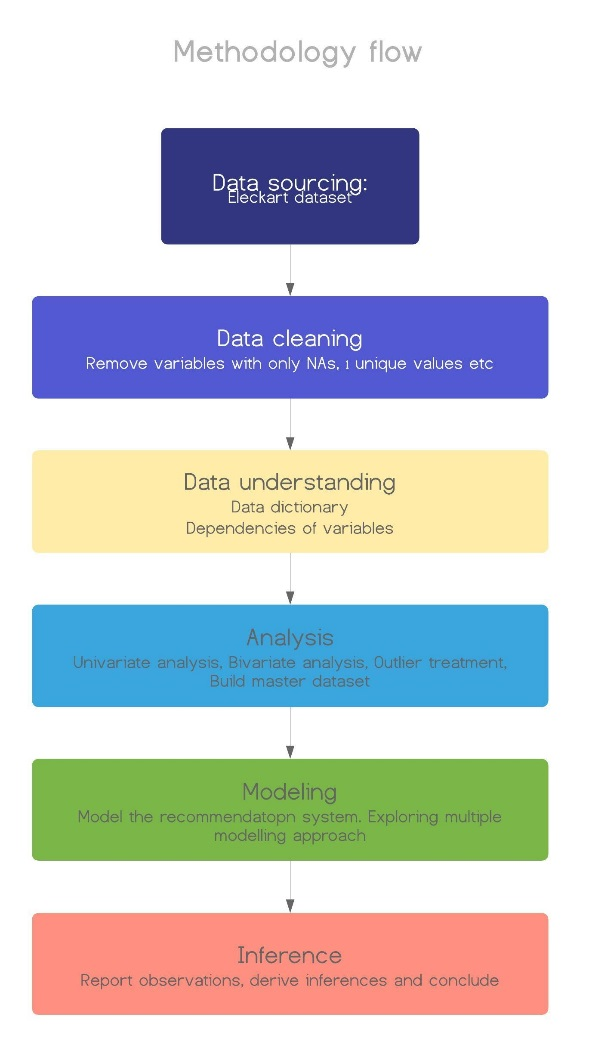 Methodology flow
Data sourcing:
Eleckart dataset
Data cleaning
Remove variables with only NAs, 1 unique values etc
Data understanding
Data dictionary
Dependencies of variables
Analysis
Univariate analysis, Bivariate analysis, Outlier treatment,
Build master dataset
Modeling
Model the recommendatopn system. Exploring multiple
modelling approach
Inference
Report observations, derive inferences and conclude